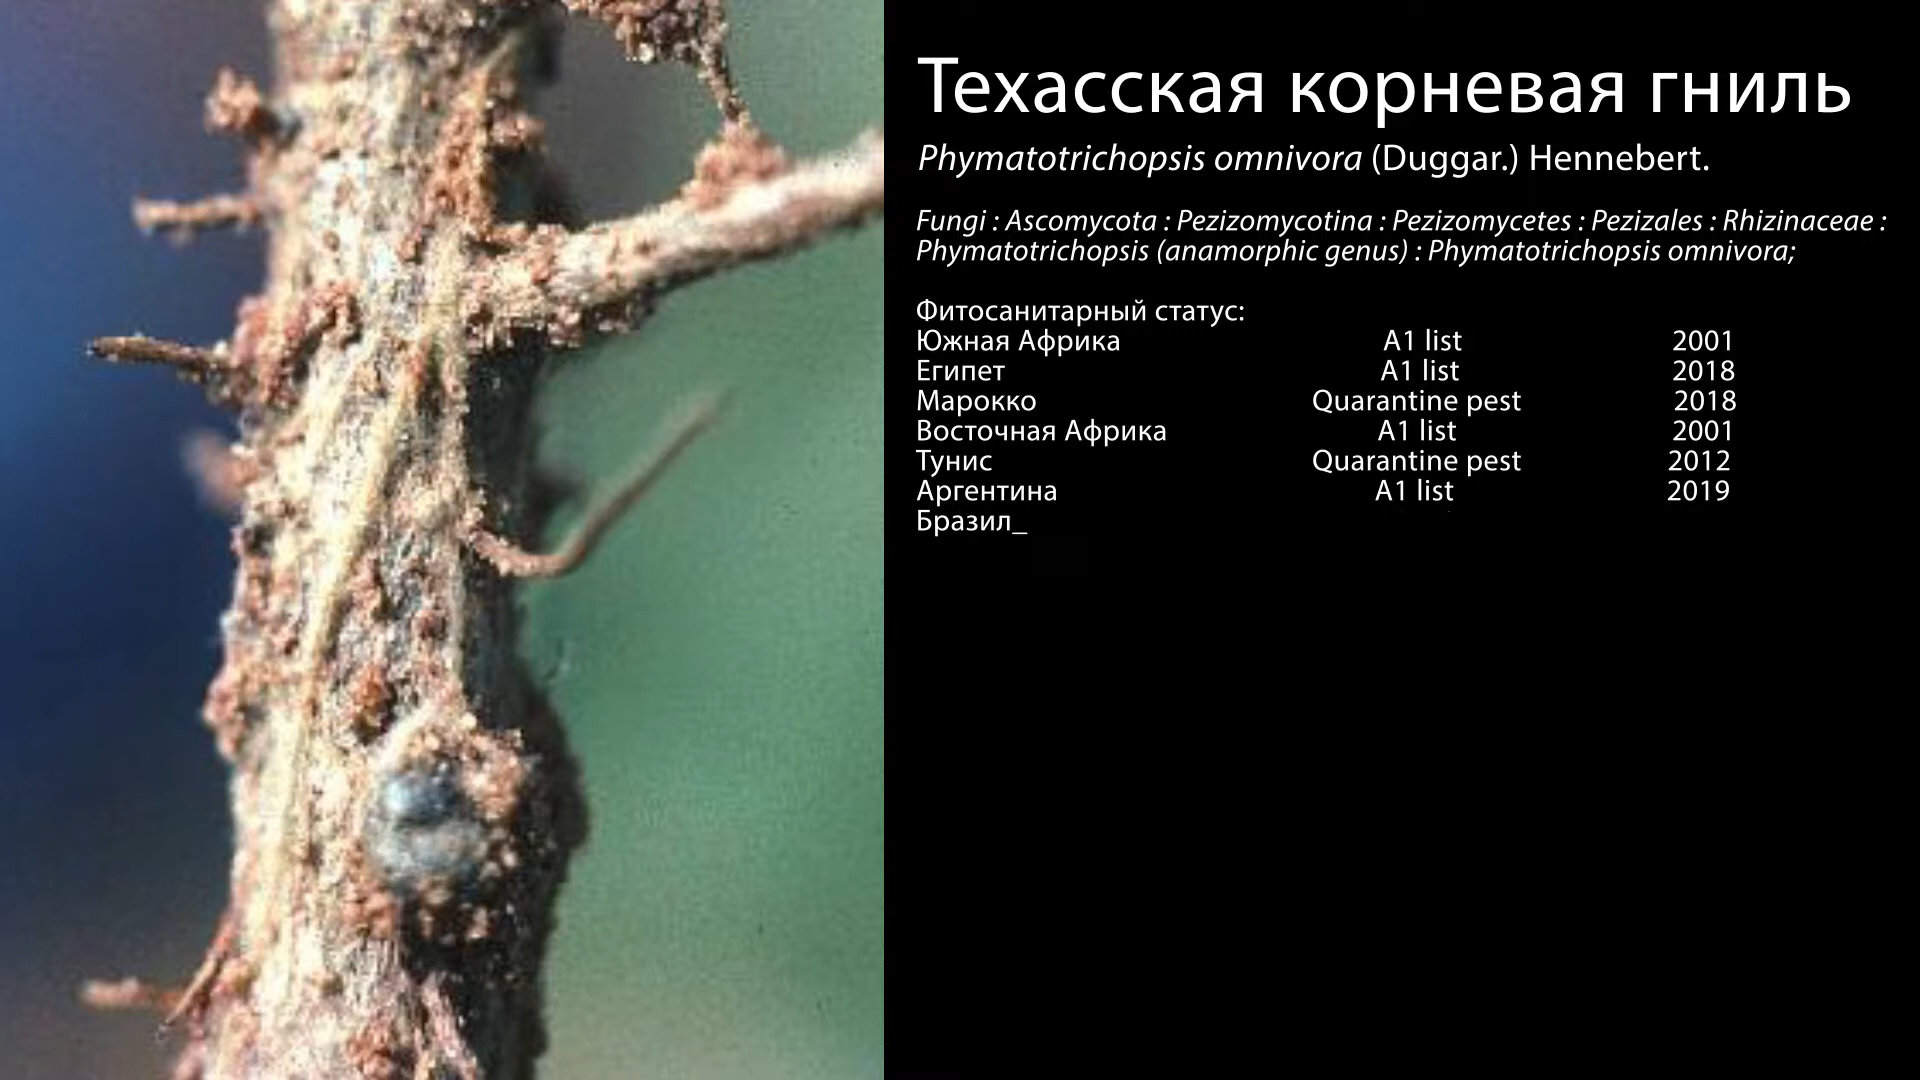 Техасская корневая гниль
Phymatotrichopsis omnivora (Duggar.) Hennebert.
Fungi : Ascomycota : Pezizomycotina : Pezizomycetes : Pezizales : Rhizinaceae :
Phymatotrichopsis (anamorphic genus) : Phymatotrichopsis omnivora;
Фитосанитарный статус:
Южная Африка A1 list 2001
Египет A1 list 2018
Марокко Quarantine pest 2018
Восточная Африка A1 list 2001
Тунис Quarantine pest 2012
Аргентина A1 list 2019
Бразил_